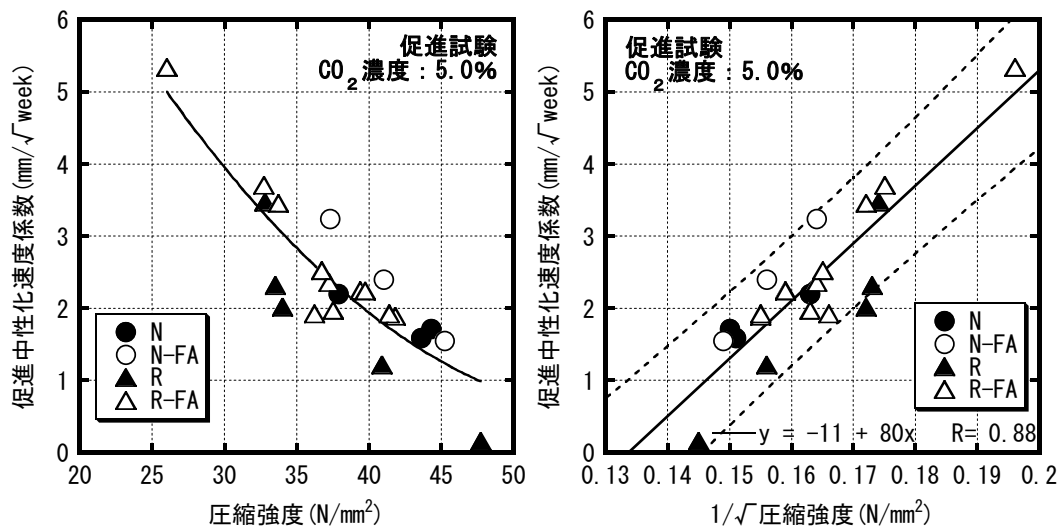 促進試験
CO₂濃度：5.0%
促進中性化速度係数(mm/√week)
6
5
4
3
2
1
0
N
N-FA
R
R-FA
20 25 30 35 40 45 50
圧縮強度(N/mm²)
促進試験
CO₂濃度：5.0%
促進中性化速度係数(mm/√week)
6
5
4
3
2
1
0
N
N-FA
R
R-FA
y = -11 + 80x R= 0.88
0.13 0.14 0.15 0.16 0.17 0.18 0.19 0.2
1/√圧縮強度(N/mm²)